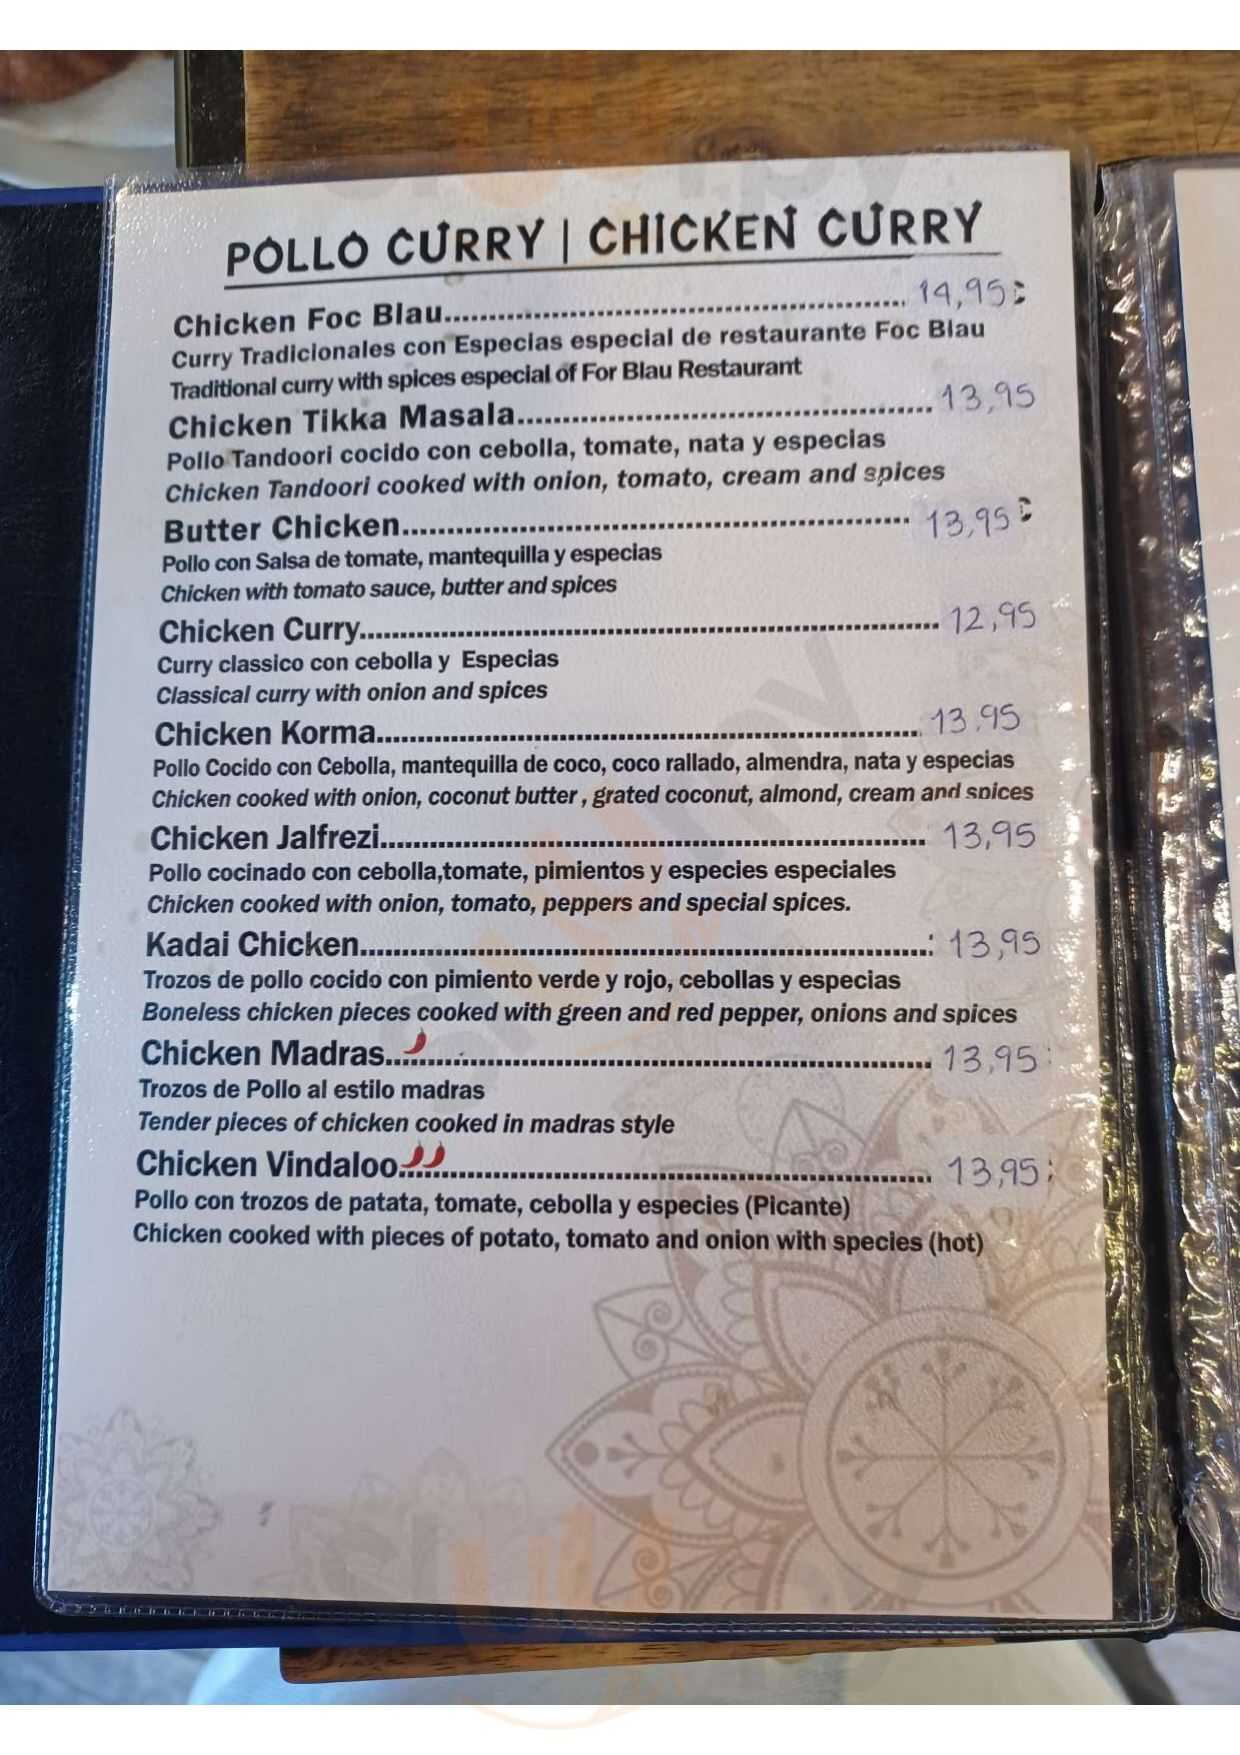 POLLO CURRY | CHICKEN CURRY
Chicken Foc Blau.................................................. 14,95
Curry Tradicionales con Especias especial de restaurante Foc Blau
Traditional curry with spices especial of For Blau Restaurant
Chicken Tikka Masala............................................. 13,95
Pollo Tandoori cocido con cebolla, tomate, nata y especias
Chicken Tandoori cooked with onion, tomato, cream and spices
Butter Chicken....................................................... 13,95
Pollo con Salsa de tomate, mantequilla y especias
Chicken with tomato sauce, butter and spices
Chicken Curry............................................................... 12,95
Curry classico con cebolla y Especias
Classical curry with onion and spices
Chicken Korma........................................................... 13,95
Pollo Cocido con Cebolla, mantequilla de coco, coco rallado, almendra, nata y especias
Chicken cooked with onion, coconut butter , grated coconut, almond, cream and spices
Chicken Jalfrezi........................................................... 13,95
Pollo cocinado con cebolla,tomate, pimientos y especies especiales
Chicken cooked with onion, tomato, peppers and special spices.
Kadai Chicken.............................................................. 13,95
Trozos de pollo cocido con pimiento verde y rojo, cebollas y especias
Boneless chicken pieces cooked with green and red pepper, onions and spices
Chicken Madras........................................................... 13,95
Trozos de Pollo al estilo madras
Tender pieces of chicken cooked in madras style
Chicken Vindaloo......................................................... 13,95
Pollo con trozos de patata, tomate, cebolla y especies (Picante)
Chicken cooked with pieces of potato, tomato and onion with species (hot)